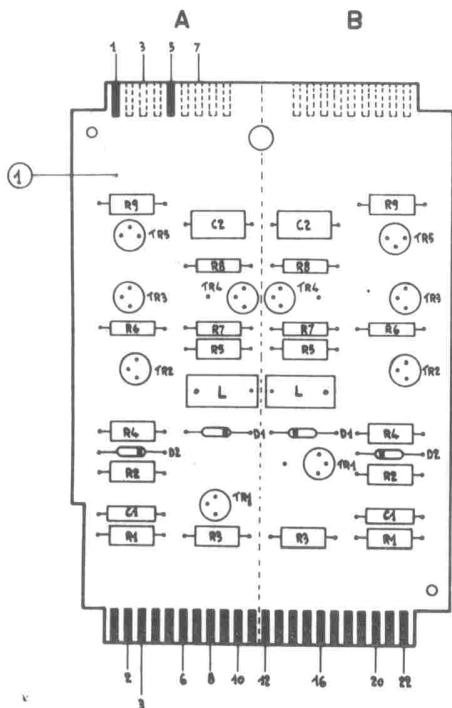 A B
1 3 5 7
1
R9 R9
C2 C2
TR5 TR5
R8 R8
TR3 TR4 TR4 TR3
R6 R7 R7 R6
R5 R5
TR2 TR2
L L
R4 D1 D1 R4
D2 D2
R2 TR1 R2
TR1
C1 C1
R1 R3 R3 R1
2 6 8 10 12 16 20 22
3